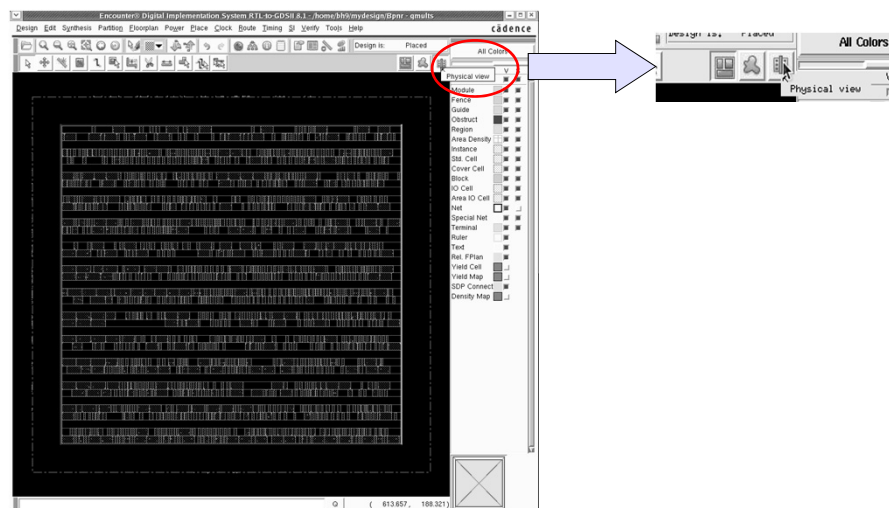 Encounter® Digital Implementation System RTL-to-GDSII 8.1 - /home/bh9/mydesign/Bpnr - qmults
Design Edit Synthesis Partition Floorplan Power Place Clock Route Timing SI Verify Tools Help
cādence
Design is: Placed
All Colors
Physical view
V
Module
Fence
Guide
Obstruct
Region
Area Density
Instance
Std. Cell
Cover Cell
Block
IO Cell
Area IO Cell
Net
Special Net
Terminal
Ruler
Text
Rel. FPlan
Yield Cell
Yield Map
SDP Connect
Density Map
Q ( 613.657, 188.321)
Design is: Placed
All Colors
Physical view
V